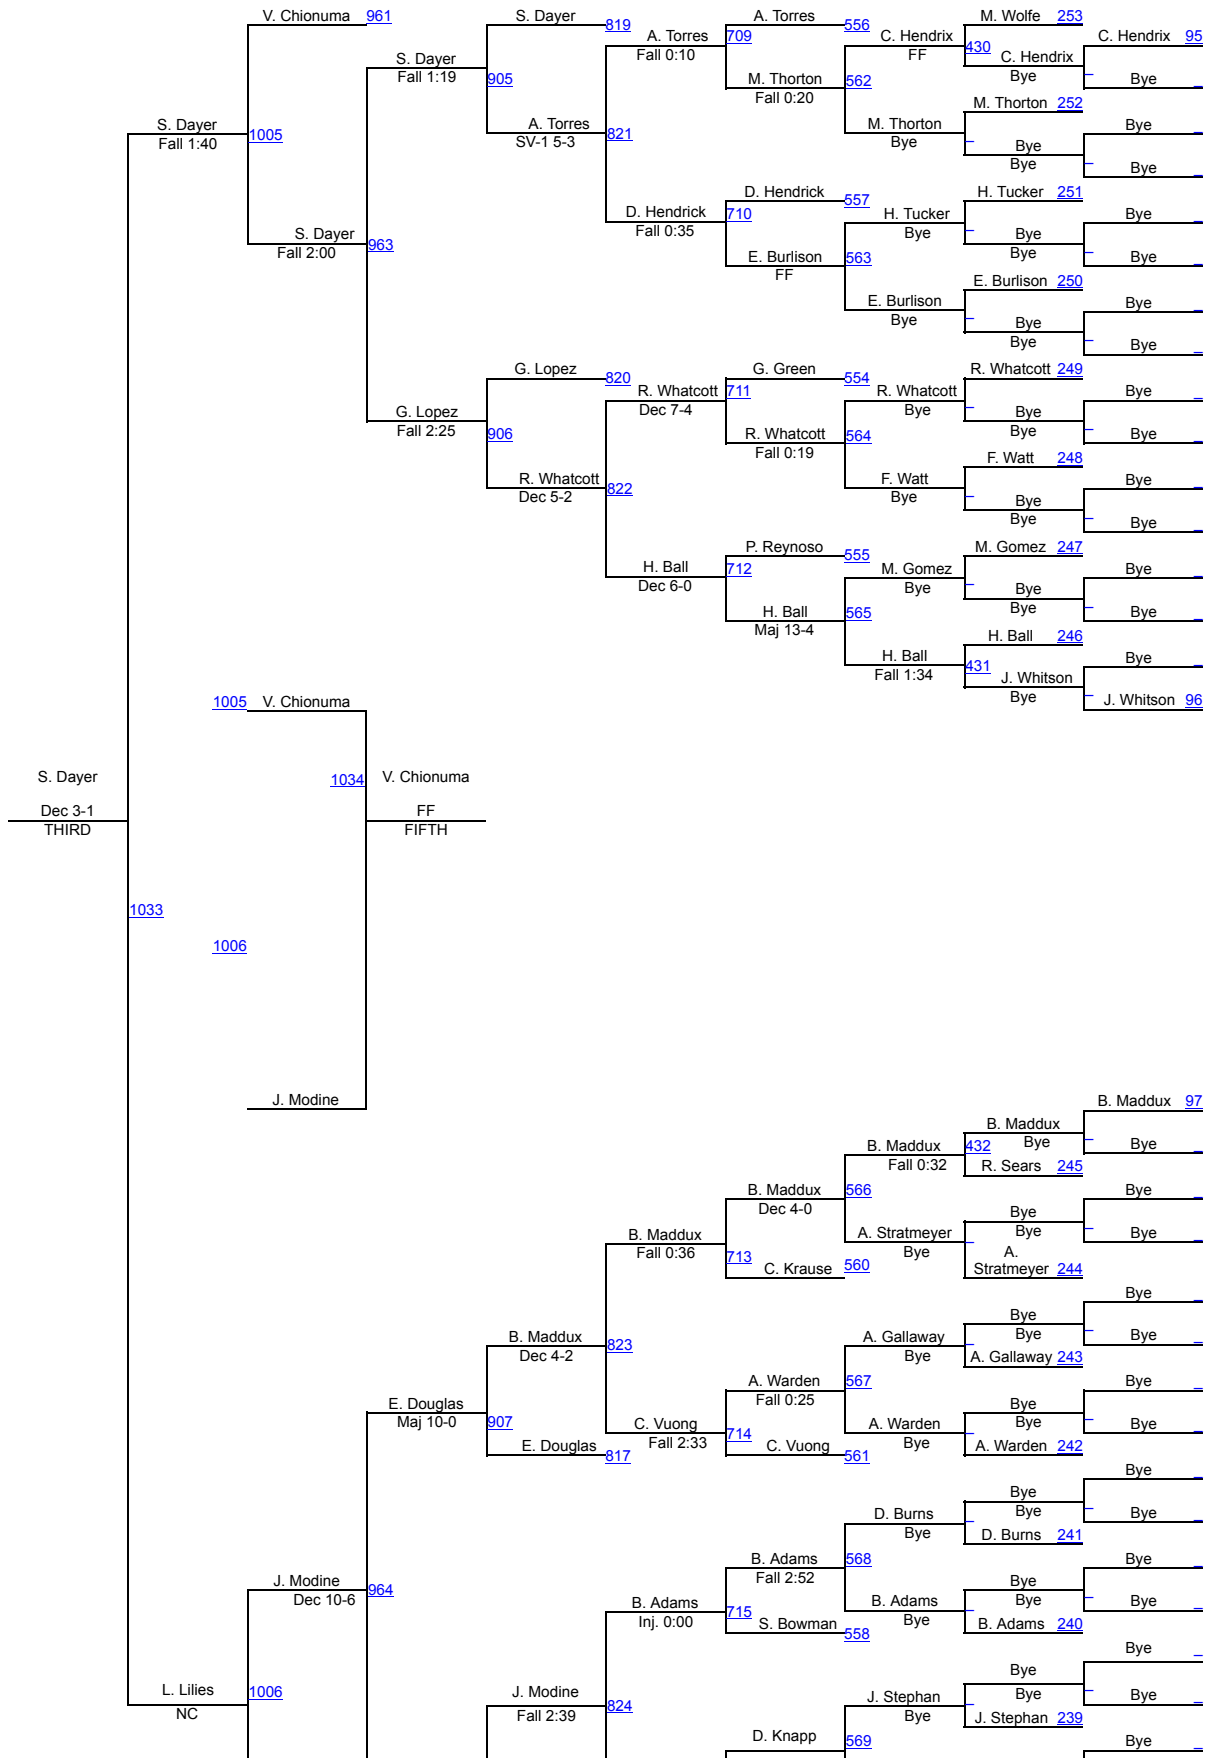 V. Chionuma 961 S. Dayer A. Torres M. Wolfe 253
819 556
A. Torres 709 C. Hendrix C. Hendrix 95
Fall 0:10 FF 430
S. Dayer C. Hendrix
Fall 1:19 905 M. Thorton 562 Bye _ Bye _
Fall 0:20
M. Thorton 252
S. Dayer A. Torres M. Thorton Bye _
Fall 1:40 1005 SV-1 5-3 821 Bye _ Bye
Bye _ Bye _
D. Hendrick 557 H. Tucker 251
D. Hendrick 710 H. Tucker Bye _
Fall 0:35 Bye _ Bye
S. Dayer 963 E. Burlison 563 Bye _ Bye _
Fall 2:00 FF
E. Burlison 250
E. Burlison Bye _
Bye _ Bye
Bye _ Bye _
G. Lopez 820 G. Green 554 R. Whatcott 249
R. Whatcott 711 R. Whatcott Bye _
Dec 7-4 Bye _ Bye
G. Lopez 906 R. Whatcott 564 Bye _ Bye _
Fall 2:25 Fall 0:19
F. Watt 248
R. Whatcott 822 F. Watt Bye _
Dec 5-2 Bye _ Bye
Bye _ Bye _
P. Reynoso 555 M. Gomez 247
H. Ball 712 M. Gomez Bye _
Dec 6-0 Bye _ Bye
H. Ball 565 Bye _ Bye _
Maj 13-4
H. Ball 246
H. Ball Bye _
Fall 1:34 431 J. Whitson
Bye _ J. Whitson 96
1005 V. Chionuma
S. Dayer 1034 V. Chionuma
Dec 3-1 FF
THIRD FIFTH
1033
1006
J. Modine B. Maddux 97
B. Maddux
B. Maddux 432 Bye _ Bye _
Fall 0:32 R. Sears 245
B. Maddux 566 Bye _
Dec 4-0 Bye
B. Maddux A. Stratmeyer _ Bye _ Bye _
Fall 0:36 713 Bye A.
C. Krause 560 Stratmeyer 244
Bye _
Bye
B. Maddux 823 A. Gallaway _ Bye _ Bye _
Dec 4-2 Bye A. Gallaway 243
A. Warden 567 Bye _
Fall 0:25 Bye
E. Douglas 907 C. Vuong 714 A. Warden _ Bye _ Bye _
Maj 10-0 Fall 2:33 Bye
E. Douglas 817 C. Vuong 561 A. Warden 242
Bye _
Bye
D. Burns _ Bye _ Bye _
Bye D. Burns 241
B. Adams 568 Bye _
Fall 2:52 Bye
J. Modine 964 B. Adams 715 B. Adams _ Bye _ Bye _
Dec 10-6 Inj. 0:00 Bye
S. Bowman 558 B. Adams 240
Bye _
Bye
L. Lilies 1006 J. Modine 824 J. Stephan _ Bye _ Bye _
NC Fall 2:39 Bye J. Stephan 239
D. Knapp 569 Bye _